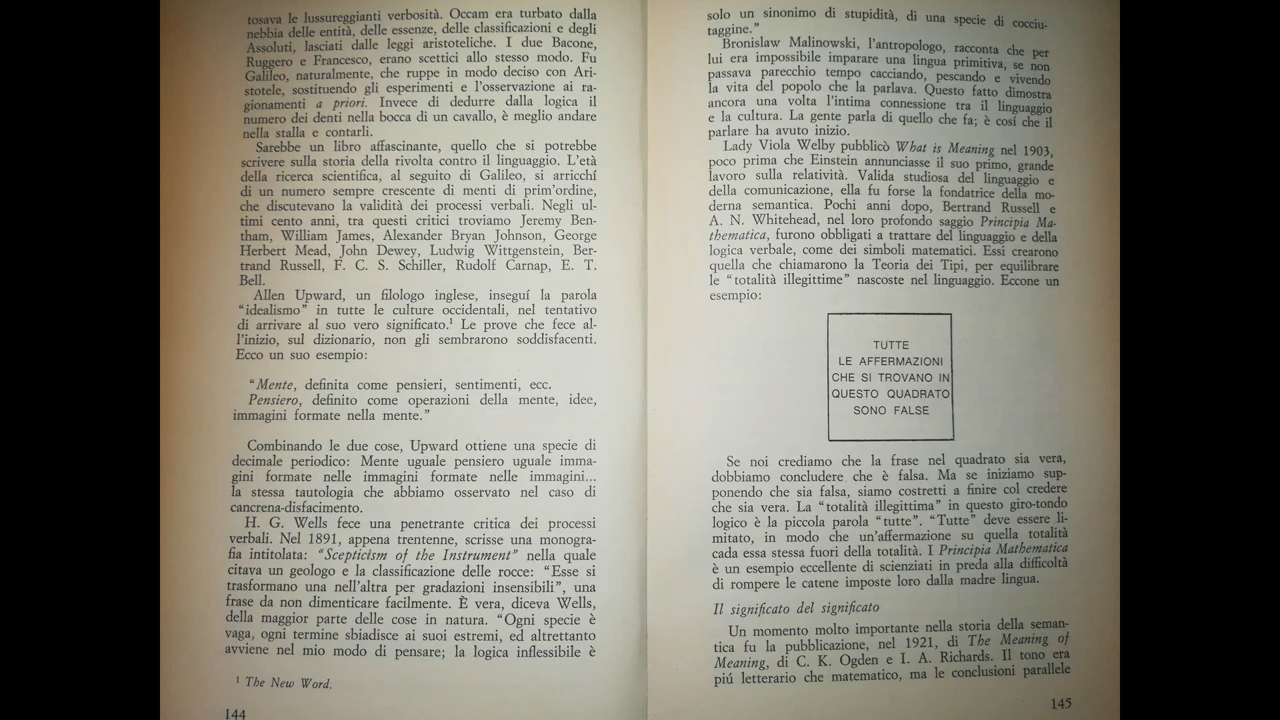 tosava le lussureggianti verbosità. Occam era turbato dalla
nebbia delle entità, delle essenze, delle classificazioni e degli
Assoluti, lasciati dalle leggi aristoteliche. I due Bacone,
Ruggero e Francesco, erano scettici allo stesso modo. Fu
Galileo, naturalmente, che ruppe in modo deciso con Ari-
stotele, sostituendo gli esperimenti e l'osservazione ai ra-
gionamenti a priori. Invece di dedurre dalla logica il
numero dei denti nella bocca di un cavallo, è meglio andare
nella stalla e contarli.
Sarebbe un libro affascinante, quello che si potrebbe
scrivere sulla storia della rivolta contro il linguaggio. L'età
della ricerca scientifica, al seguito di Galileo, si arricchí
di un numero sempre crescente di menti di prim'ordine,
che discutevano la validità dei processi verbali. Negli ul-
timi cento anni, tra questi critici troviamo Jeremy Ben-
tham, William James, Alexander Bryan Johnson, George
Herbert Mead, John Dewey, Ludwig Wittgenstein, Ber-
trand Russell, F. C. S. Schiller, Rudolf Carnap, E. T.
Bell.
Allen Upward, un filologo inglese, inseguí la parola
"idealismo" in tutte le culture occidentali, nel tentativo
di arrivare al suo vero significato.¹ Le prove che fece al-
l'inizio, sul dizionario, non gli sembrarono soddisfacenti.
Ecco un suo esempio:
"Mente, definita come pensieri, sentimenti, ecc.
Pensiero, definito come operazioni della mente, idee,
immagini formate nella mente."
Combinando le due cose, Upward ottiene una specie di
decimale periodico: Mente uguale pensiero uguale imma-
gini formate nelle immagini formate nelle immagini...
la stessa tautologia che abbiamo osservato nel caso di
cancrena-disfacimento.
H. G. Wells fece una penetrante critica dei processi
verbali. Nel 1891, appena trentenne, scrisse una monogra-
fia intitolata: "Scepticism of the Instrument" nella quale
citava un geologo e la classificazione delle rocce: "Esse si
trasformano una nell'altra per gradazioni insensibili", una
frase da non dimenticare facilmente. È vera, diceva Wells,
della maggior parte delle cose in natura. "Ogni specie è
vaga, ogni termine sbiadisce ai suoi estremi, ed altrettanto
avviene nel mio modo di pensare; la logica inflessibile è
¹ The New Word.
144
solo un sinonimo di stupidità, di una specie di cocciu-
taggine."
Bronislaw Malinowski, l'antropologo, racconta che per
lui era impossibile imparare una lingua primitiva, se non
passava parecchio tempo cacciando, pescando e vivendo
la vita del popolo che la parlava. Questo fatto dimostra
ancora una volta l'intima connessione tra il linguaggio
e la cultura. La gente parla di quello che fa; è cosí che il
parlare ha avuto inizio.
Lady Viola Welby pubblicò What is Meaning nel 1903,
poco prima che Einstein annunciasse il suo primo, grande
lavoro sulla relatività. Valida studiosa del linguaggio e
della comunicazione, ella fu forse la fondatrice della mo-
derna semantica. Pochi anni dopo, Bertrand Russell e
A. N. Whitehead, nel loro profondo saggio Principia Ma-
thematica, furono obbligati a trattare del linguaggio e della
logica verbale, come dei simboli matematici. Essi crearono
quella che chiamarono la Teoria dei Tipi, per equilibrare
le "totalità illegittime" nascoste nel linguaggio. Eccone un
esempio:
TUTTE
LE AFFERMAZIONI
CHE SI TROVANO IN
QUESTO QUADRATO
SONO FALSE
Se noi crediamo che la frase nel quadrato sia vera,
dobbiamo concludere che è falsa. Ma se iniziamo sup-
ponendo che sia falsa, siamo costretti a finire col credere
che sia vera. La "totalità illegittima" in questo giro-tondo
logico è la piccola parola "tutte". "Tutte" deve essere li-
mitato, in modo che un'affermazione su quella totalità
cada essa stessa fuori della totalità. I Principia Mathematica
è un esempio eccellente di scienziati in preda alla difficoltà
di rompere le catene imposte loro dalla madre lingua.
Il significato del significato
Un momento molto importante nella storia della seman-
tica fu la pubblicazione, nel 1921, di The Meaning of
Meaning, di C. K. Ogden e I. A. Richards. Il tono era
piú letterario che matematico, ma le conclusioni parallele
145